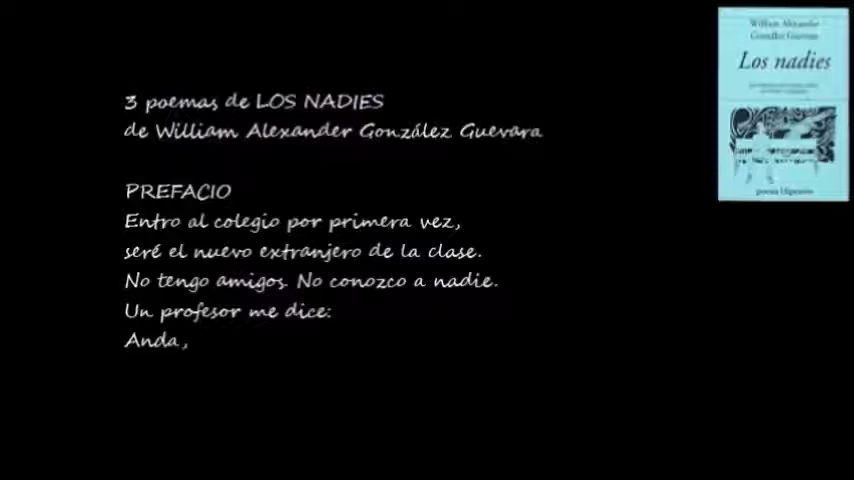 3 poemas de LOS NADIES
de William Alexander González Guevara
PREFACIO
Entro al colegio por primera vez,
seré el nuevo extranjero de la clase.
No tengo amigos. No conozco a nadie.
Un profesor me dice:
Anda,
William Alexander
González Guevara
Los nadies
poesía Hiperión